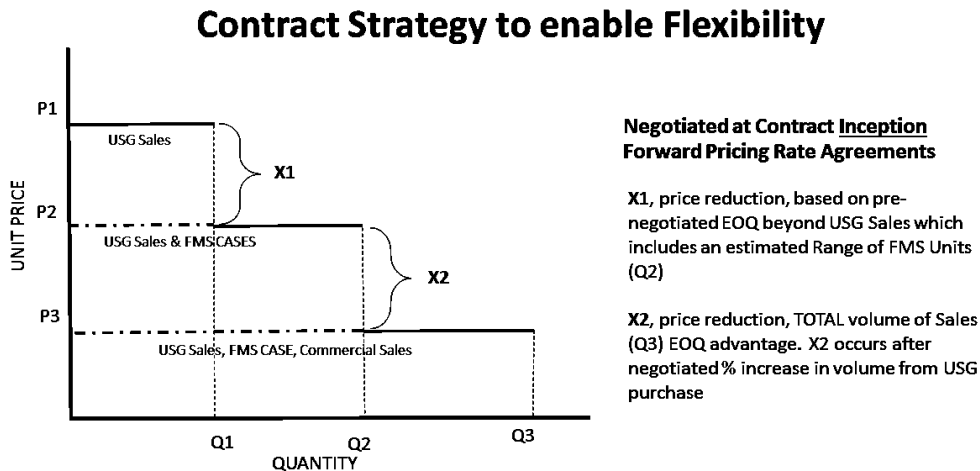 Contract Strategy to enable Flexibility
P1
USG Sales
X1
P2
USG Sales & FMS CASES
X2
P3
USG Sales, FMS CASE, Commercial Sales
UNIT PRICE
Q1
Q2
Q3
QUANTITY
Negotiated at Contract Inception
Forward Pricing Rate Agreements
X1, price reduction, based on pre-
negotiated EOQ beyond USG Sales which
includes an estimated Range of FMS Units
(Q2)
X2, price reduction, TOTAL volume of Sales
(Q3) EOQ advantage. X2 occurs after
negotiated % increase in volume from USG
purchase